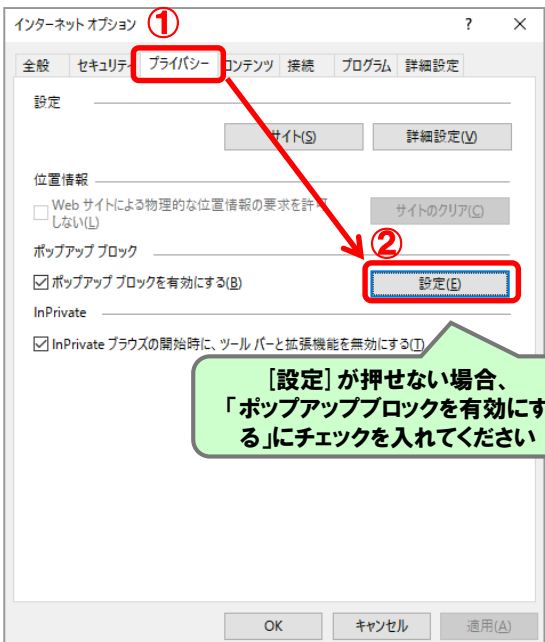 インターネット オプション ① ? ×
全般 セキュリティ プライバシー コンテンツ 接続 プログラム 詳細設定
設定
サイト(S) 詳細設定(V)
位置情報
Web サイトによる物理的な位置情報の要求を許可
しない(L)
サイトのクリア(C)
ポップアップ ブロック
②
ポップアップ ブロックを有効にする(B) 設定(E)
InPrivate
InPrivate ブラウズの開始時に、ツール バーと拡張機能を無効にする(T)
[設定] が押せない場合、
「ポップアップブロックを有効にす
る」にチェックを入れてください
OK キャンセル 適用(A)